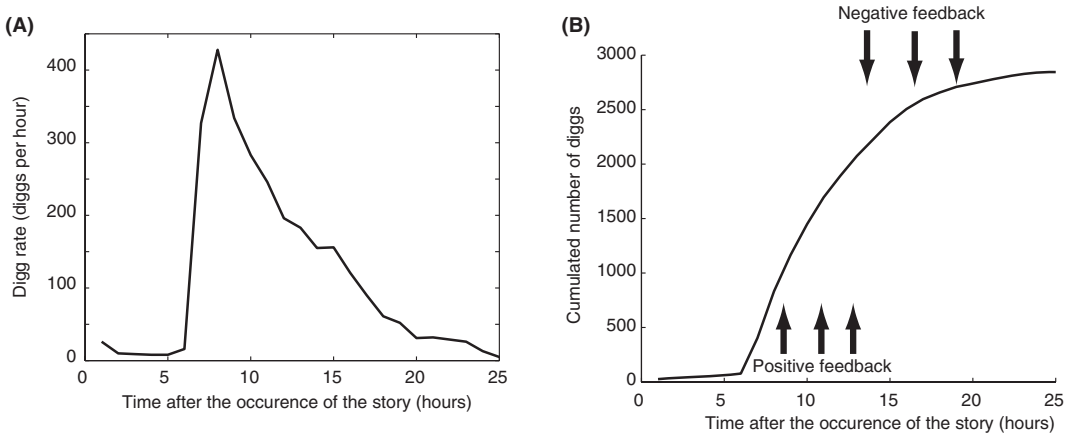 (A)
Digg rate (diggs per hour)
400
300
200
100
0
0 5 10 15 20 25
Time after the occurence of the story (hours)
(B)
Negative feedback
Cumulated number of diggs
3000
2500
2000
1500
1000
500
0
Positive feedback
0 5 10 15 20 25
Time after the occurence of the story (hours)